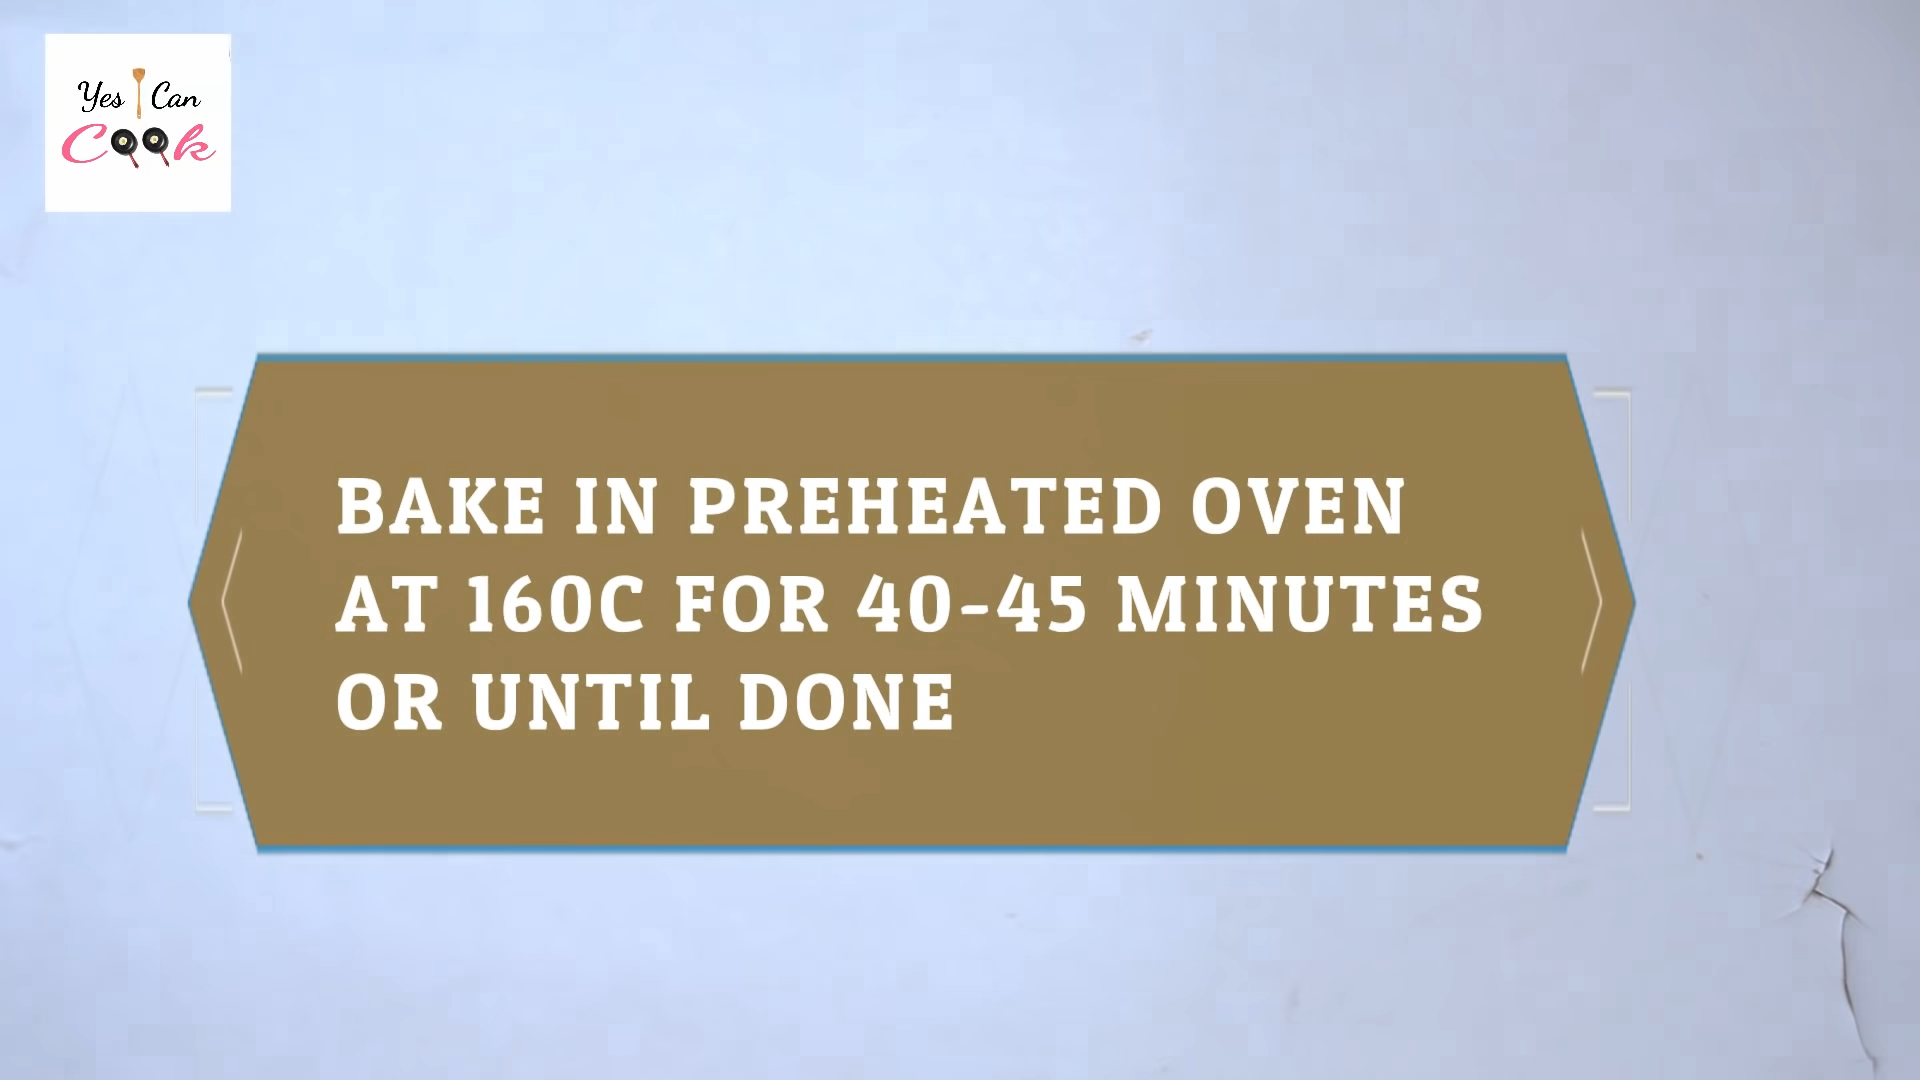 Yes Can
Cook
BAKE IN PREHEATED OVEN
AT 160C FOR 40-45 MINUTES
OR UNTIL DONE